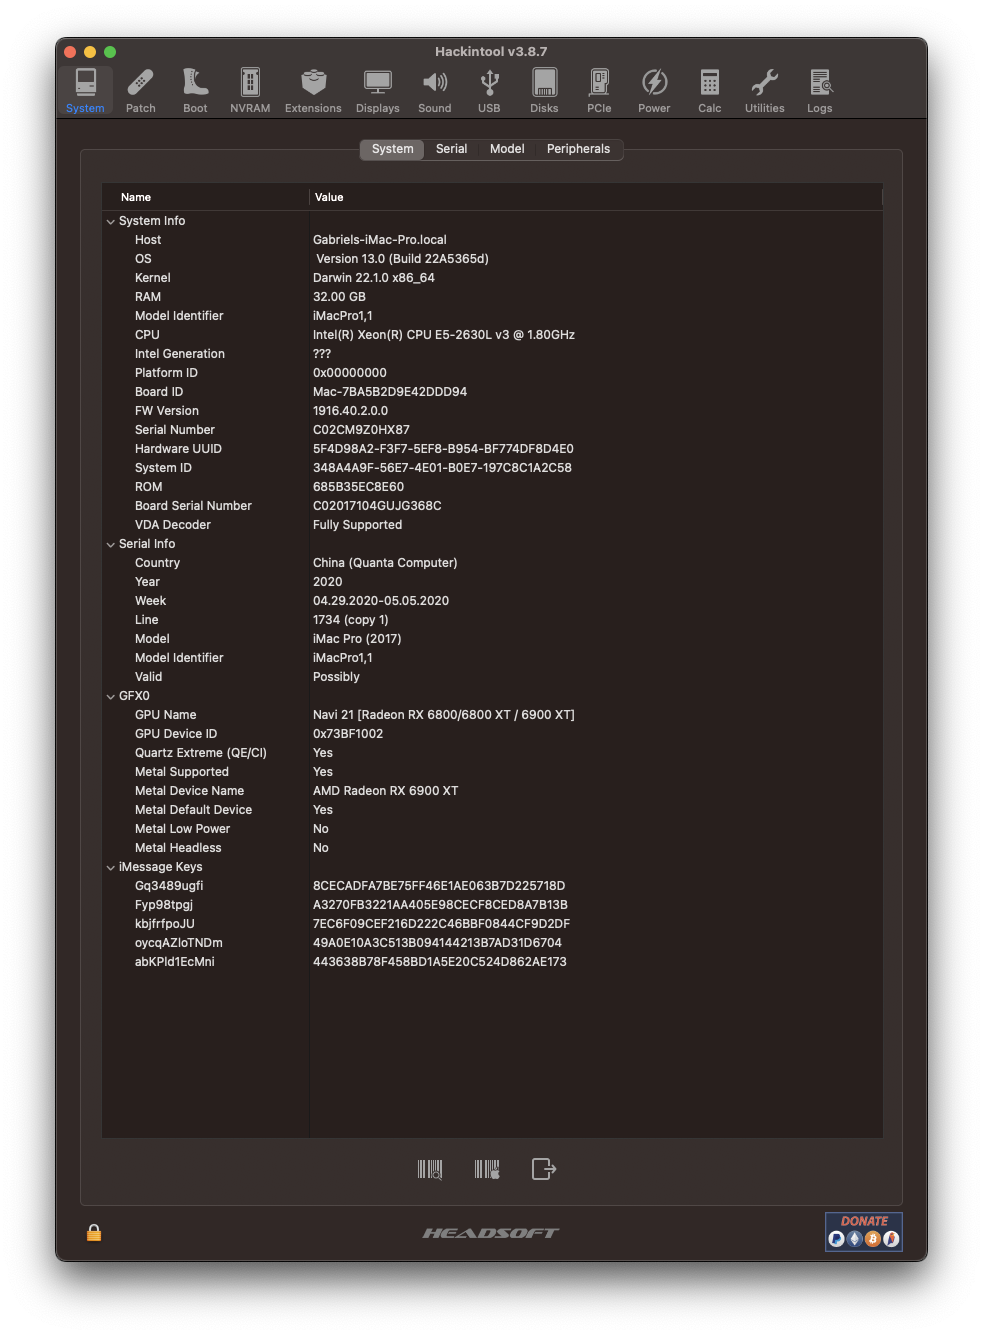 Hackintool v3.8.7
System Patch Boot NVRAM Extensions Displays Sound USB Disks PCIe Power Calc Utilities Logs
System Serial Model Peripherals
Name Value
System Info
Host Gabriels-iMac-Pro.local
OS Version 13.0 (Build 22A5365d)
Kernel Darwin 22.1.0 x86_64
RAM 32.00 GB
Model Identifier iMacPro1,1
CPU Intel(R) Xeon(R) CPU E5-2630L v3 @ 1.80GHz
Intel Generation ???
Platform ID 0x00000000
Board ID Mac-7BA5B2D9E42DDD94
FW Version 1916.40.2.0.0
Serial Number C02CM9Z0HX87
Hardware UUID 5F4D98A2-F3F7-5EF8-B954-BF774DF8D4E0
System ID 348A4A9F-56E7-4E01-B0E7-197C8C1A2C58
ROM 685B35EC8E60
Board Serial Number C02017104GUJG368C
VDA Decoder Fully Supported
Serial Info
Country China (Quanta Computer)
Year 2020
Week 04.29.2020-05.05.2020
Line 1734 (copy 1)
Model iMac Pro (2017)
Model Identifier iMacPro1,1
Valid Possibly
GFX0
GPU Name Navi 21 [Radeon RX 6800/6800 XT / 6900 XT]
GPU Device ID 0x73BF1002
Quartz Extreme (QE/CI) Yes
Metal Supported Yes
Metal Device Name AMD Radeon RX 6900 XT
Metal Default Device Yes
Metal Low Power No
Metal Headless No
iMessage Keys
Gq3489ugfi 8CECADFA7BE75FF46E1AE063B7D225718D
Fyp98tpgj A3270FB3221AA405E98CECF8CED8A7B13B
kbjfrfpoJU 7EC6F09CEF216D222C46BBF0844CF9D2DF
oycqAZloTNDm 49A0E10A3C513B094144213B7AD31D6704
abKPld1EcMni 443638B78F458BD1A5E20C524D862AE173
HEADSOFT
DONATE